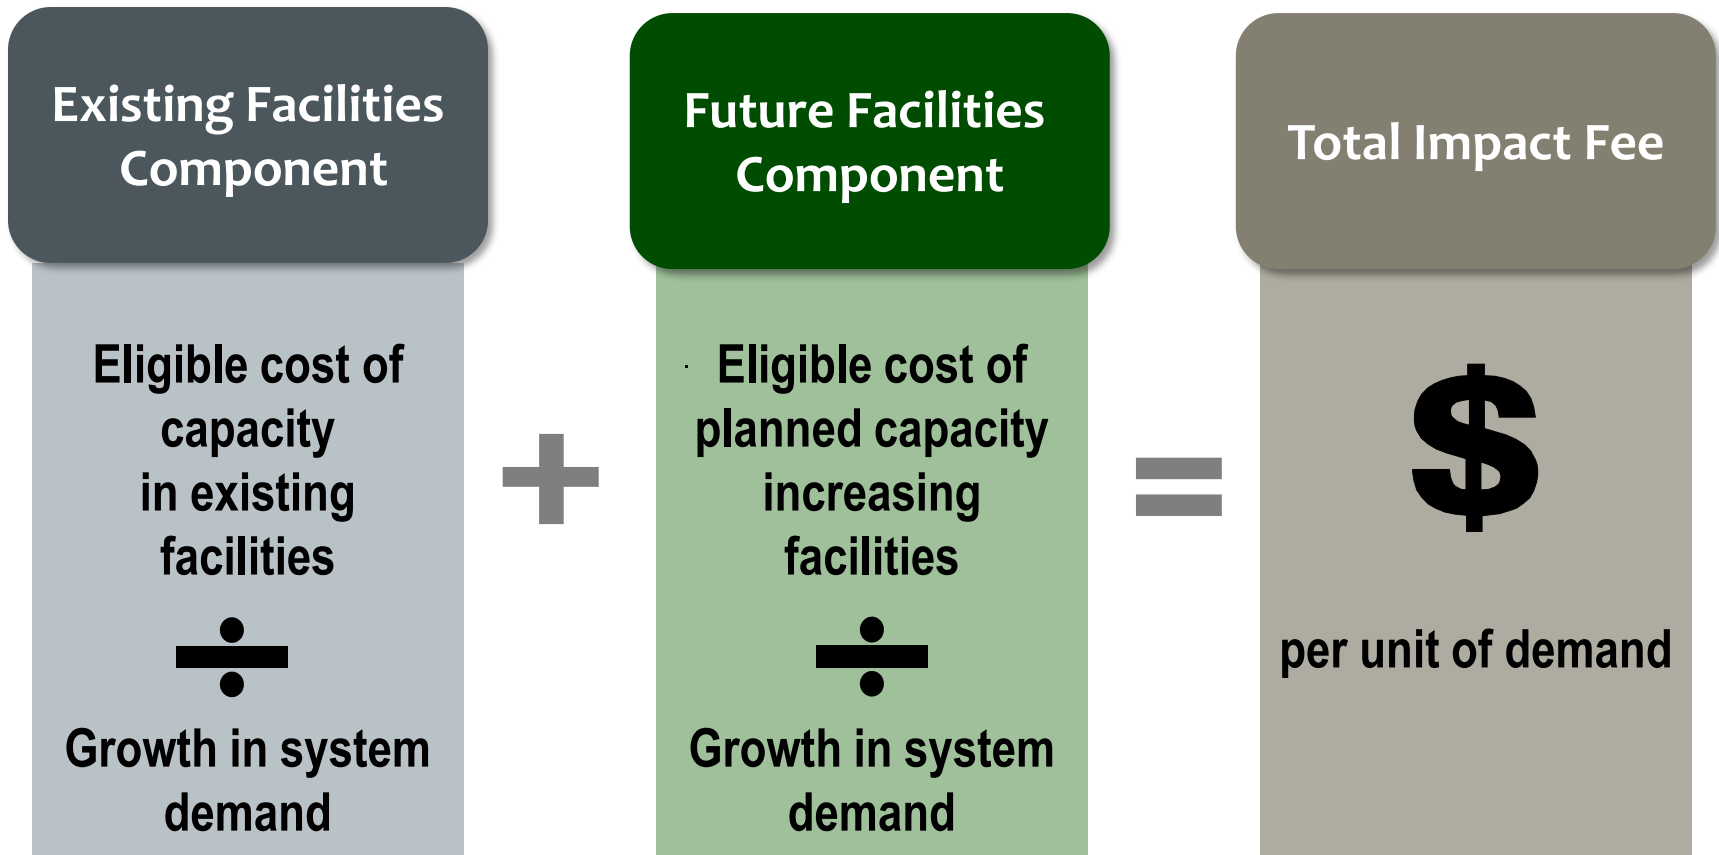 Existing Facilities
Component
Eligible cost of
capacity
in existing
facilities
÷
Growth in system
demand
+
Future Facilities
Component
Eligible cost of
planned capacity
increasing
facilities
÷
Growth in system
demand
=
Total Impact Fee
$
per unit of demand